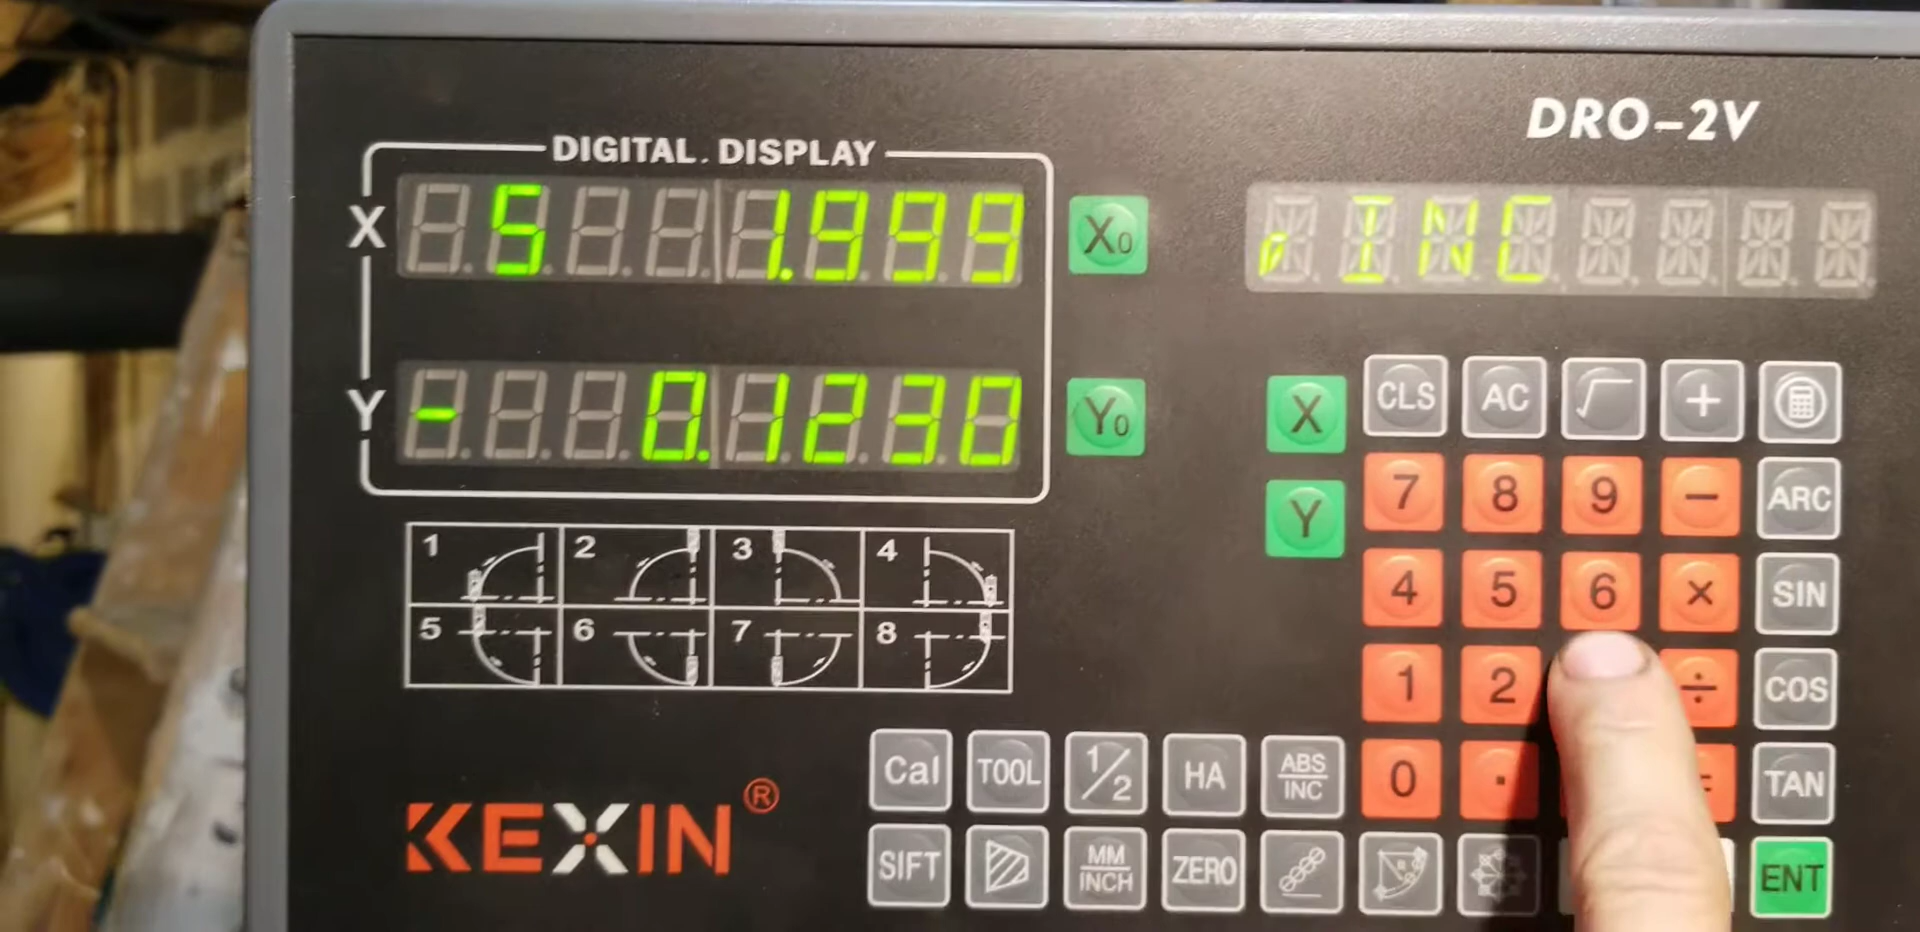 DRO-2V
DIGITAL. DISPLAY
X 5 1.999 X0
INC
Y -0.1230 Y0
X CLS AC √ +
7 8 9 - ARC
Y
4 5 6 × SIN
1 2 ÷ COS
0 . = TAN
1 2 3 4
5 6 7 8
KEXIN®
Cal TOOL 1/2 HA ABS/INC
SIFT MM/INCH ZERO ENT